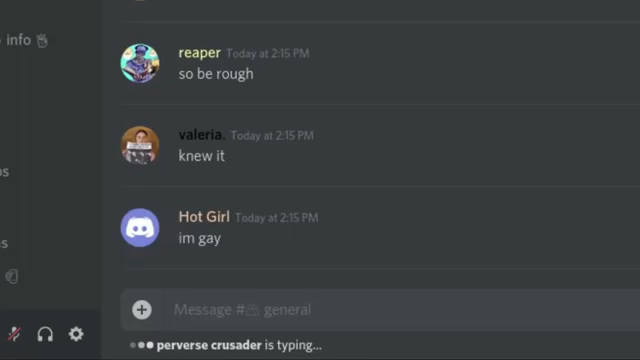 info
reaper Today at 2:15 PM
so be rough
valeria. Today at 2:15 PM
knew it
Hot Girl Today at 2:15 PM
im gay
Message # general
perverse crusader is typing...